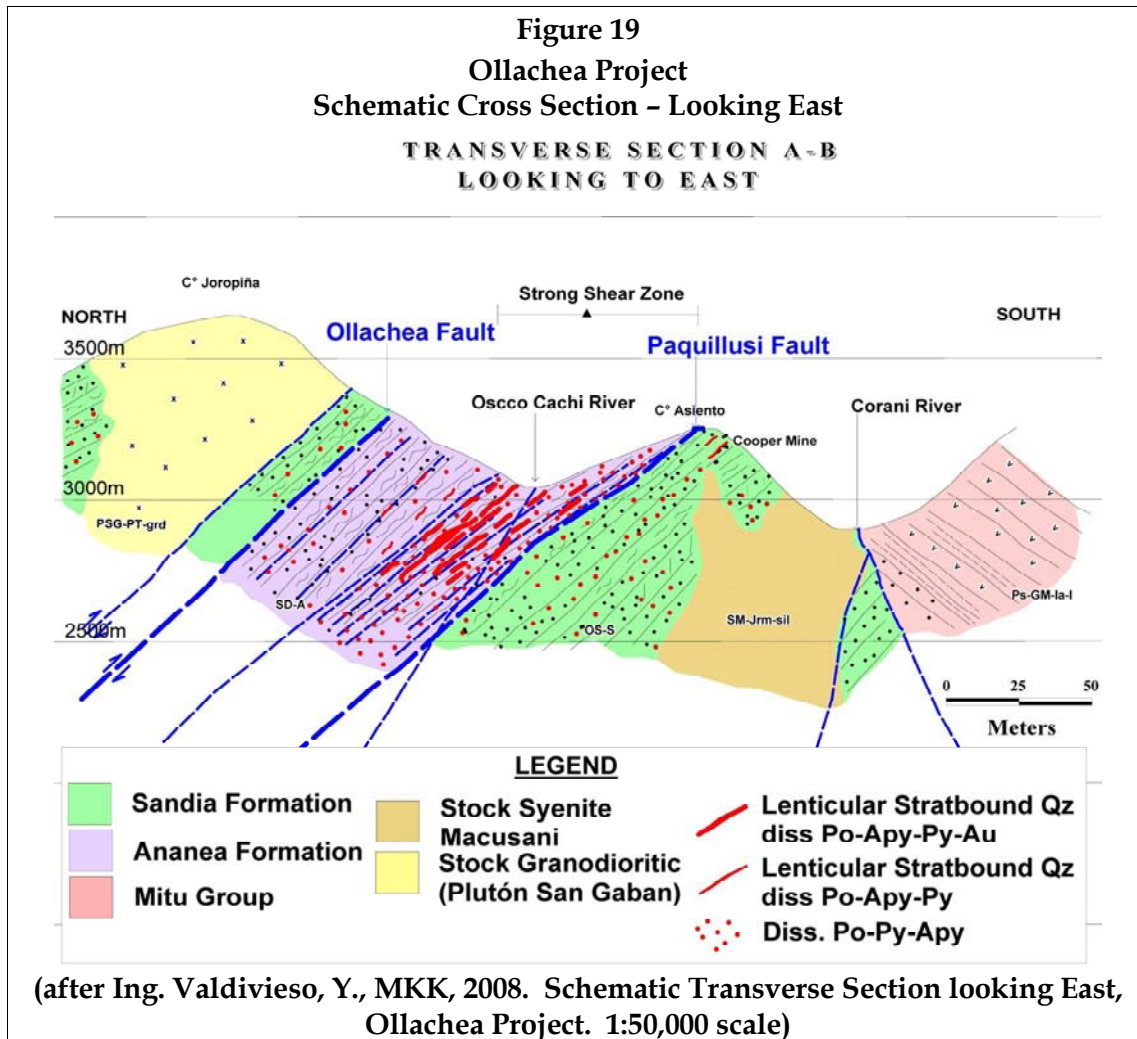 Figure 19
Ollachea Project
Schematic Cross Section – Looking East
TRANSVERSE SECTION A-B
LOOKING TO EAST
C° Joropiña
Strong Shear Zone
NORTH
SOUTH
Ollachea Fault
Paquillusi Fault
3500m
Oscco Cachi River
C° Asiento
Corani River
Cooper Mine
3000m
PSG-PT-grd
SD-A
OS-S
SM-Jrm-sil
Ps-GM-la-l
2500m
0 25 50
Meters
LEGEND
Sandia Formation
Ananea Formation
Mitu Group
Stock Syenite
Macusani
Stock Granodioritic
(Plutón San Gaban)
Lenticular Stratbound Qz
diss Po-Apy-Py-Au
Lenticular Stratbound Qz
diss Po-Apy-Py
Diss. Po-Py-Apy
(after Ing. Valdivieso, Y., MKK, 2008. Schematic Transverse Section looking East,
Ollachea Project. 1:50,000 scale)